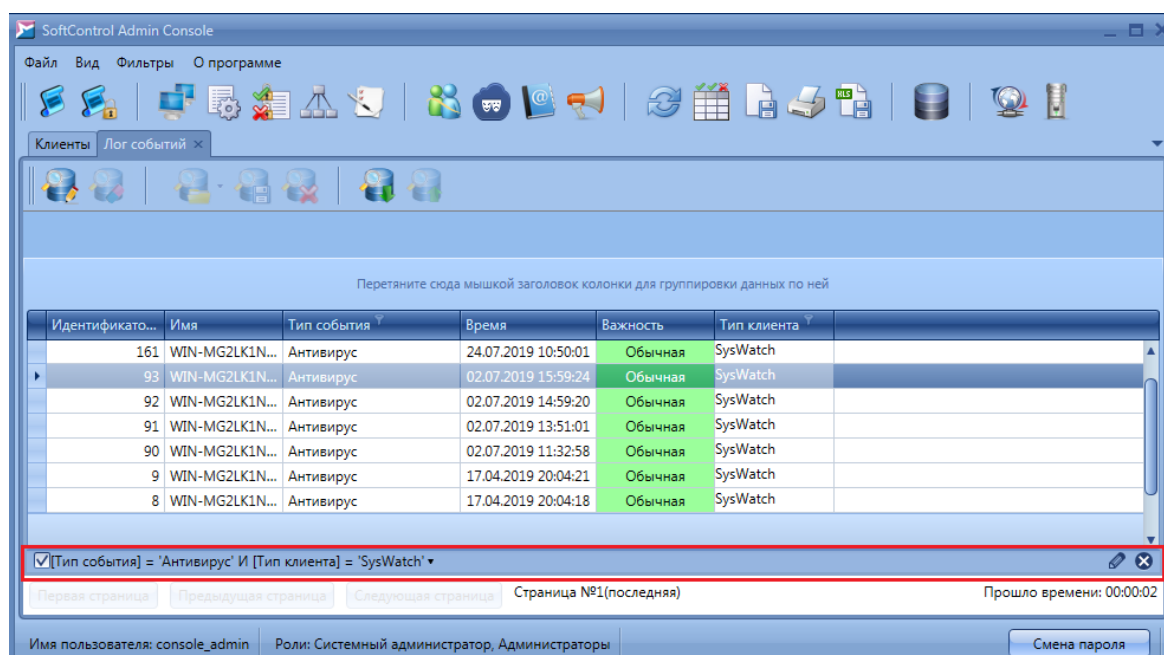 SoftControl Admin Console
Файл Вид Фильтры О программе
XLS
Клиенты Лог событий
Перетяните сюда мышкой заголовок колонки для группировки данных по ней
Идентификато... Имя Тип события Время Важность Тип клиента
161 WIN-MG2LK1N... Антивирус 24.07.2019 10:50:01 Обычная SysWatch
93 WIN-MG2LK1N... Антивирус 02.07.2019 15:59:24 Обычная SysWatch
92 WIN-MG2LK1N... Антивирус 02.07.2019 14:59:20 Обычная SysWatch
91 WIN-MG2LK1N... Антивирус 02.07.2019 13:51:01 Обычная SysWatch
90 WIN-MG2LK1N... Антивирус 02.07.2019 11:32:58 Обычная SysWatch
9 WIN-MG2LK1N... Антивирус 17.04.2019 20:04:21 Обычная SysWatch
8 WIN-MG2LK1N... Антивирус 17.04.2019 20:04:18 Обычная SysWatch
[Тип события] = 'Антивирус' И [Тип клиента] = 'SysWatch'
Первая страница Предыдущая страница Следующая страница Страница №1(последняя) Прошло времени: 00:00:02
Имя пользователя: console_admin Роли: Системный администратор, Администраторы Смена пароля